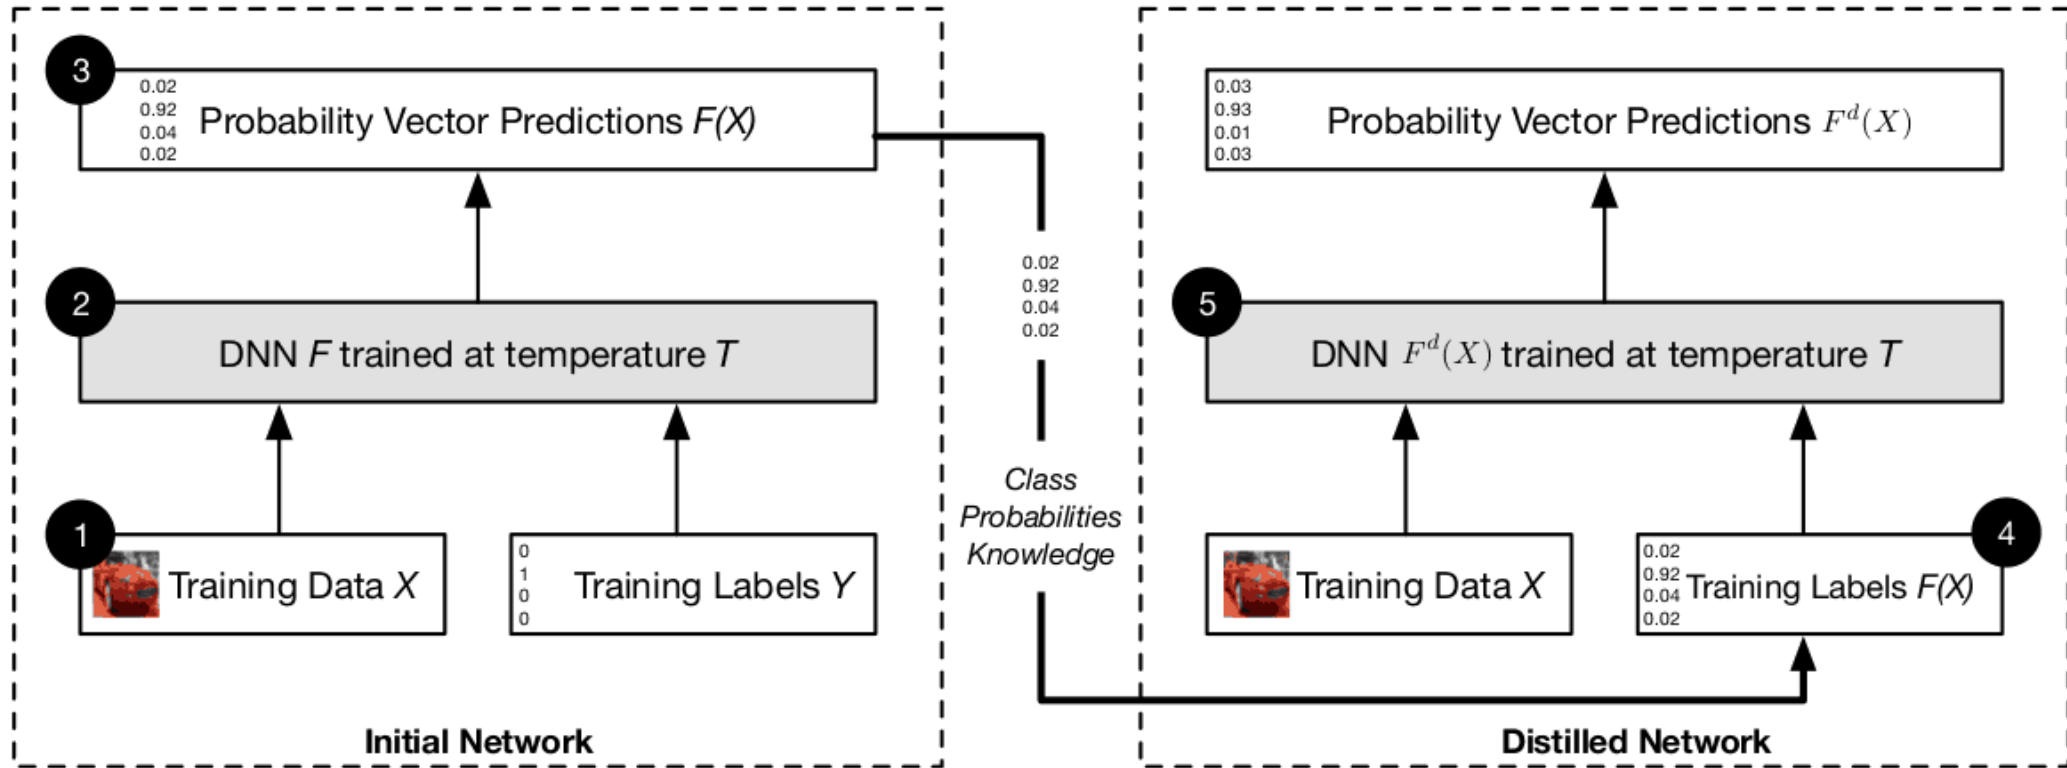 3
0.02
0.92
0.04
0.02
Probability Vector Predictions F(X)
2
DNN F trained at temperature T
1
Training Data X
0
1
0
0
Training Labels Y
Initial Network
0.02
0.92
0.04
0.02
Class
Probabilities
Knowledge
0.03
0.93
0.01
0.03
Probability Vector Predictions F^d(X)
5
DNN F^d(X) trained at temperature T
Training Data X
4
0.02
0.92
0.04
0.02
Training Labels F(X)
Distilled Network